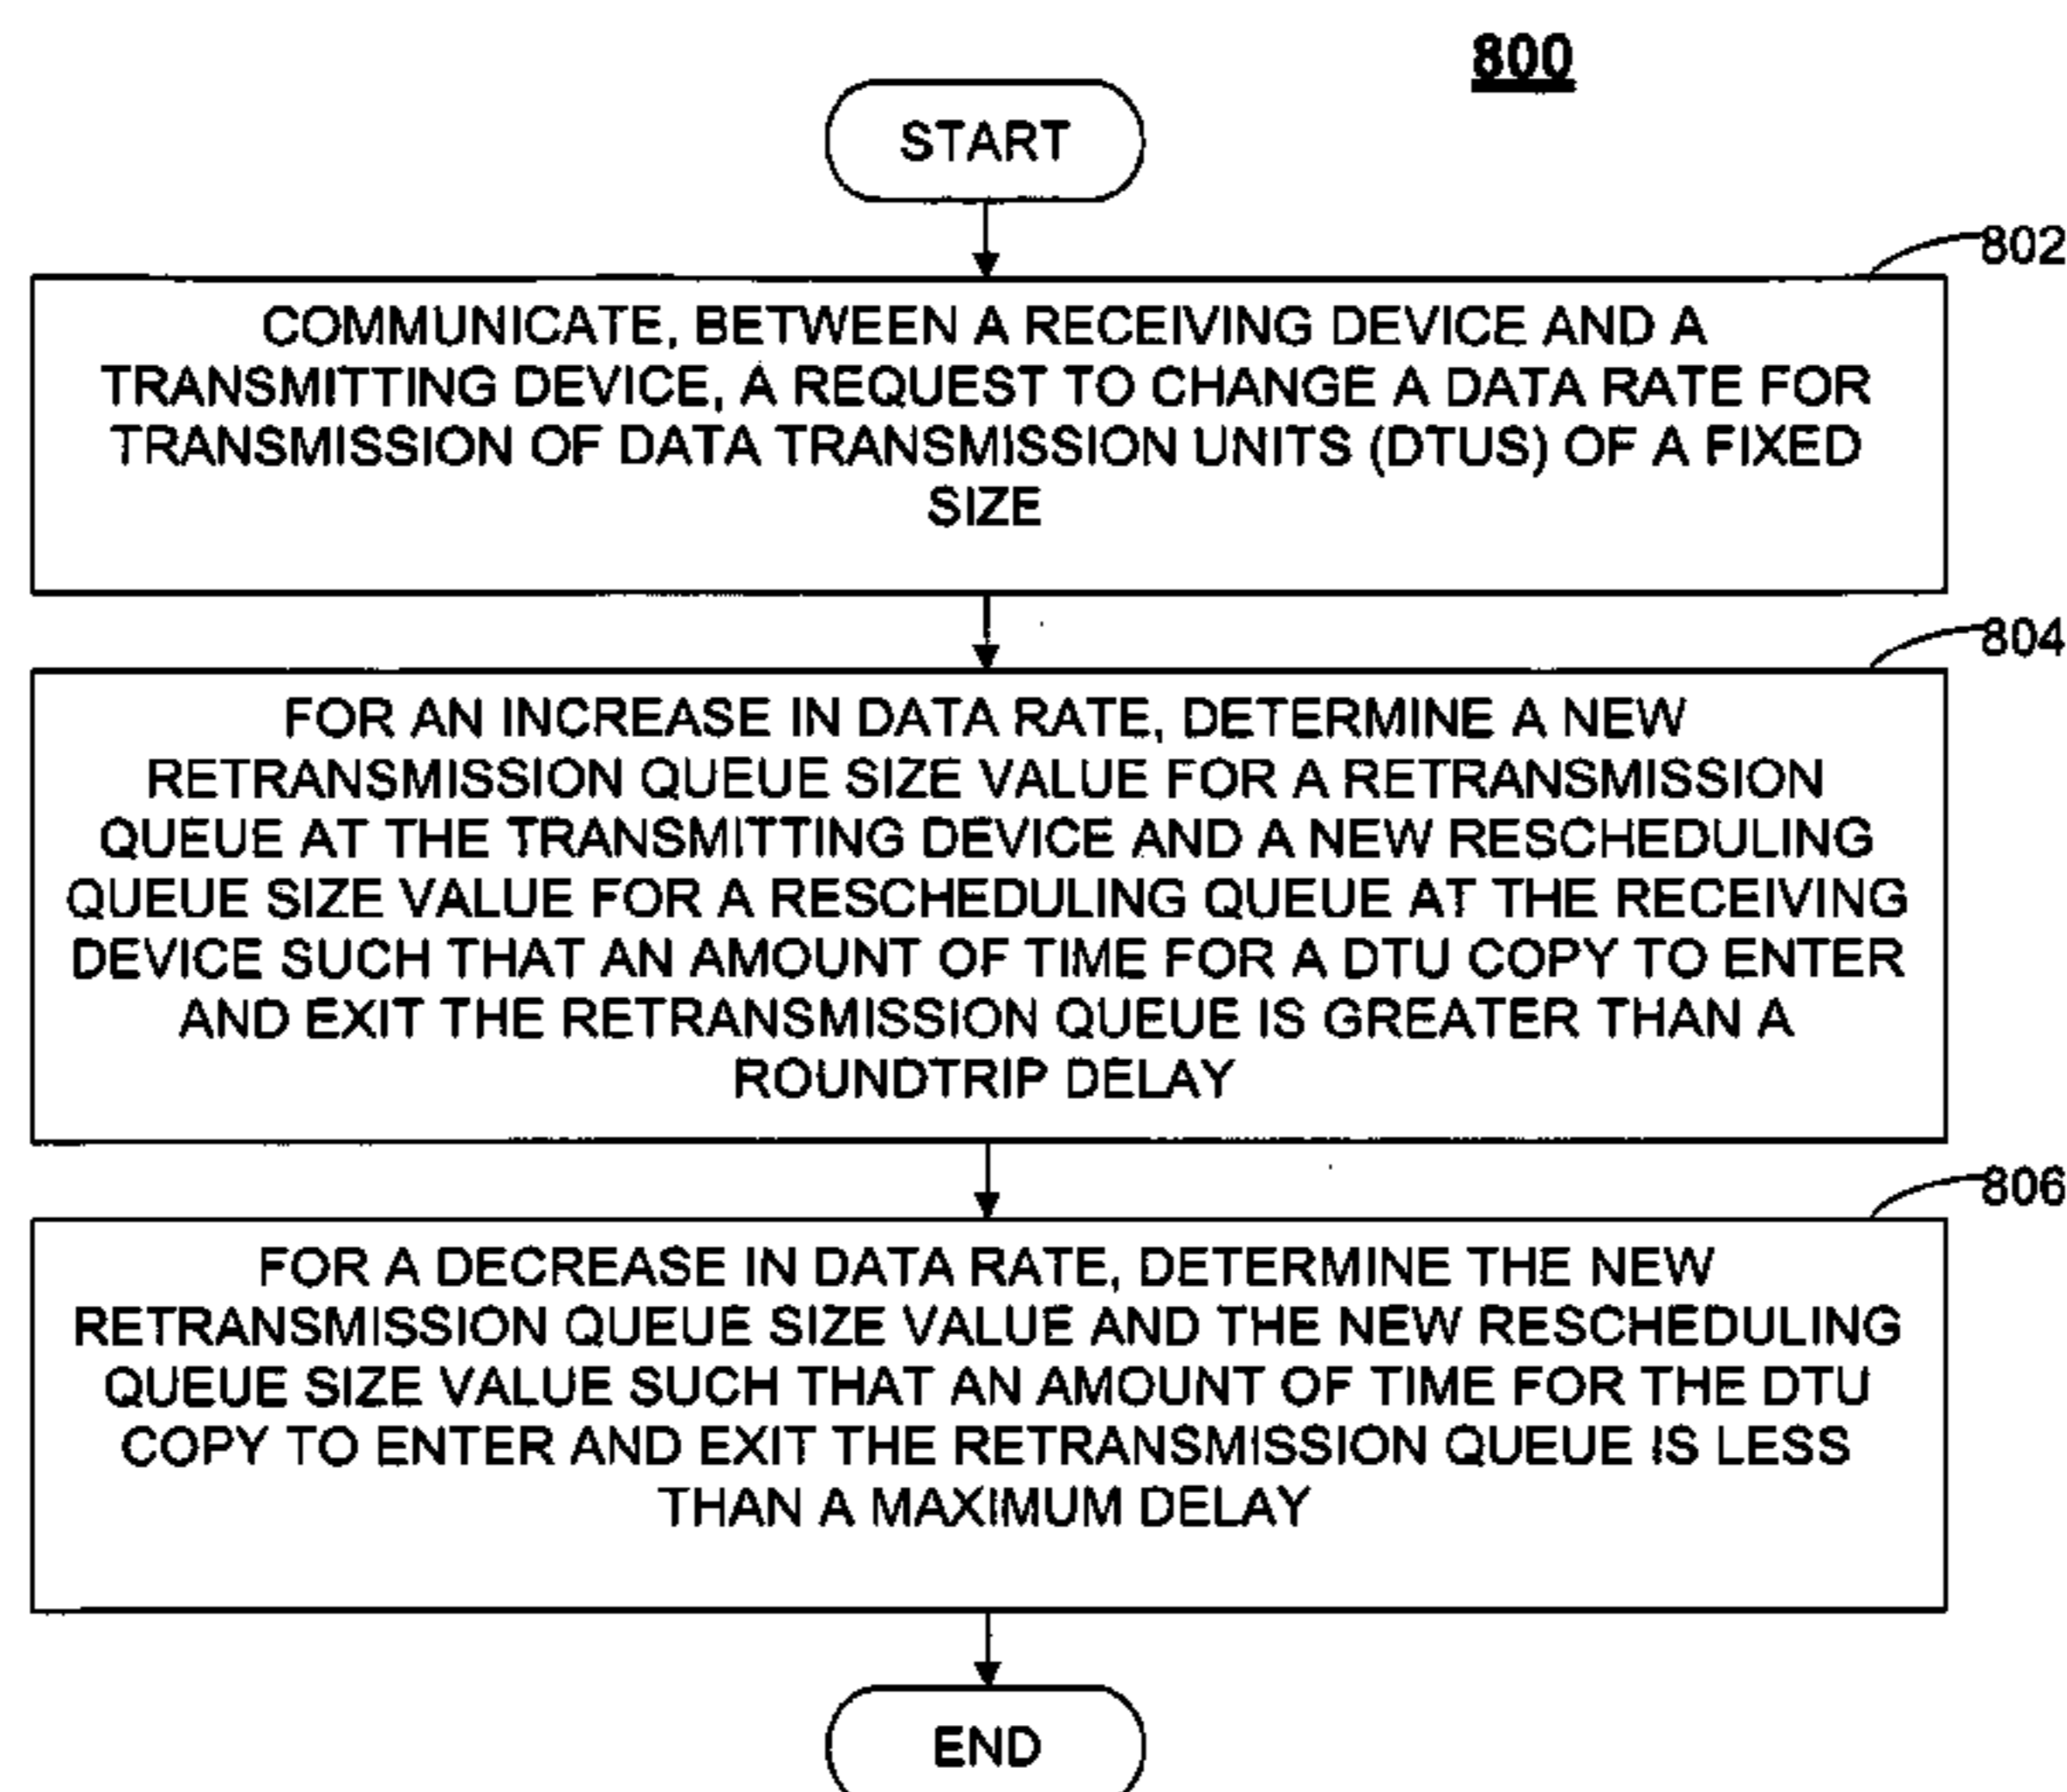 800
START
802
COMMUNICATE, BETWEEN A RECEIVING DEVICE AND A
TRANSMITTING DEVICE, A REQUEST TO CHANGE A DATA RATE FOR
TRANSMISSION OF DATA TRANSMISSION UNITS (DTUS) OF A FIXED
SIZE
804
FOR AN INCREASE IN DATA RATE, DETERMINE A NEW
RETRANSMISSION QUEUE SIZE VALUE FOR A RETRANSMISSION
QUEUE AT THE TRANSMITTING DEVICE AND A NEW RESCHEDULING
QUEUE SIZE VALUE FOR A RESCHEDULING QUEUE AT THE RECEIVING
DEVICE SUCH THAT AN AMOUNT OF TIME FOR A DTU COPY TO ENTER
AND EXIT THE RETRANSMISSION QUEUE IS GREATER THAN A
ROUNDTRIP DELAY
806
FOR A DECREASE IN DATA RATE, DETERMINE THE NEW
RETRANSMISSION QUEUE SIZE VALUE AND THE NEW RESCHEDULING
QUEUE SIZE VALUE SUCH THAT AN AMOUNT OF TIME FOR THE DTU
COPY TO ENTER AND EXIT THE RETRANSMISSION QUEUE IS LESS
THAN A MAXIMUM DELAY
END